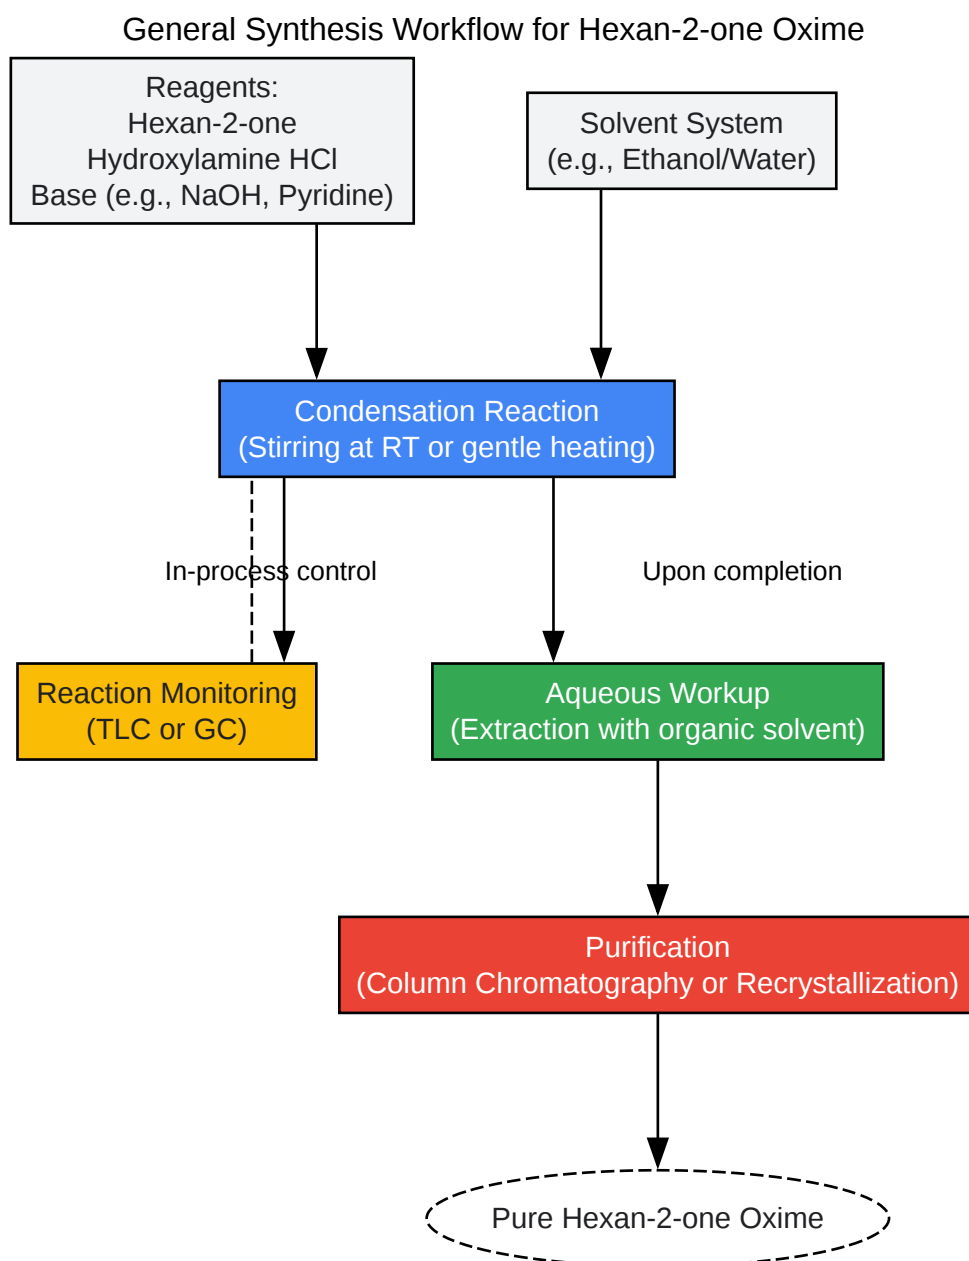 General Synthesis Workflow for Hexan-2-one Oxime
Reagents:
Hexan-2-one
Hydroxylamine HCl
Base (e.g., NaOH, Pyridine)
Solvent System
(e.g., Ethanol/Water)
Condensation Reaction
(Stirring at RT or gentle heating)
In-process control
Upon completion
Reaction Monitoring
(TLC or GC)
Aqueous Workup
(Extraction with organic solvent)
Purification
(Column Chromatography or Recrystallization)
Pure Hexan-2-one Oxime